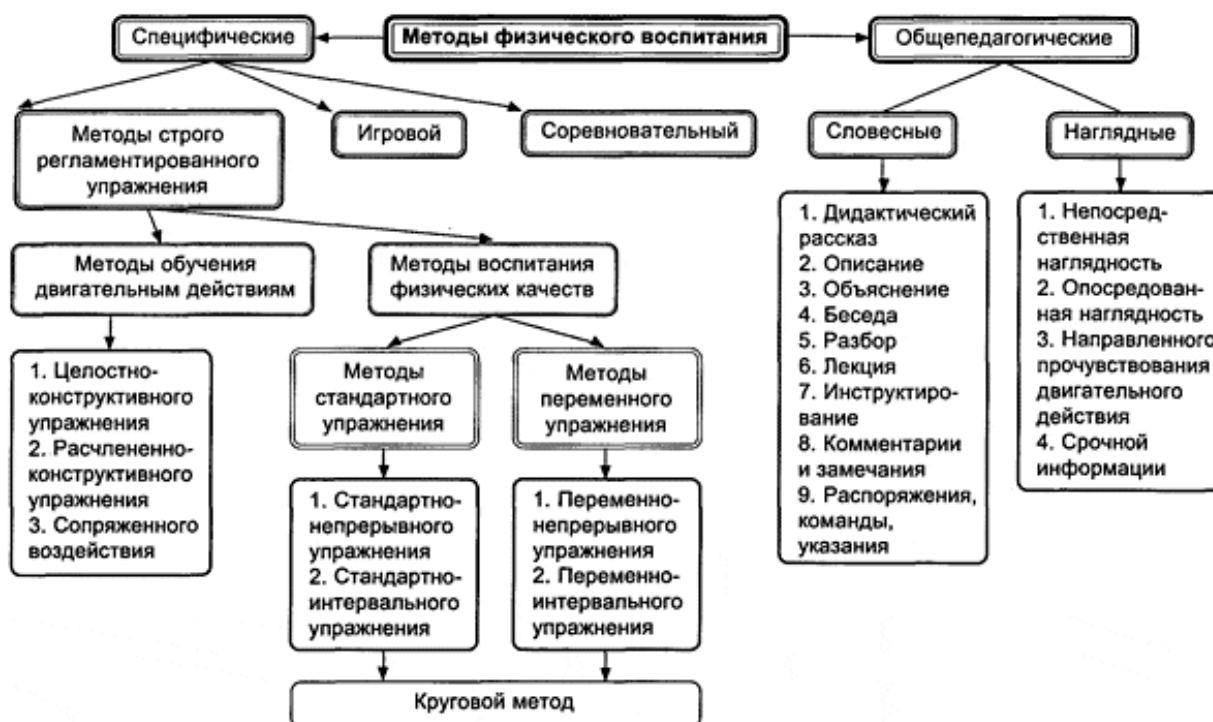 Специфические
Методы физического воспитания
Общепедагогические
Методы строго
регламентированного
упражнения
Игровой
Соревновательный
Словесные
Наглядные
Методы обучения
двигательным действиям
Методы воспитания
физических качеств
1. Дидактический
рассказ
2. Описание
3. Объяснение
4. Беседа
5. Разбор
6. Лекция
7. Инструктиро-
вание
8. Комментарии
и замечания
9. Распоряжения,
команды,
указания
1. Непосред-
ственная
наглядность
2. Опосредован-
ная наглядность
3. Направленного
прочувствования
двигательного
действия
4. Срочной
информации
1. Целостно-
конструктивного
упражнения
2. Расчлененно-
конструктивного
упражнения
3. Сопряженного
воздействия
Методы
стандартного
упражнения
Методы
переменного
упражнения
1. Стандартно-
непрерывного
упражнения
2. Стандартно-
интервального
упражнения
1. Переменно-
непрерывного
упражнения
2. Переменно-
интервального
упражнения
Круговой метод